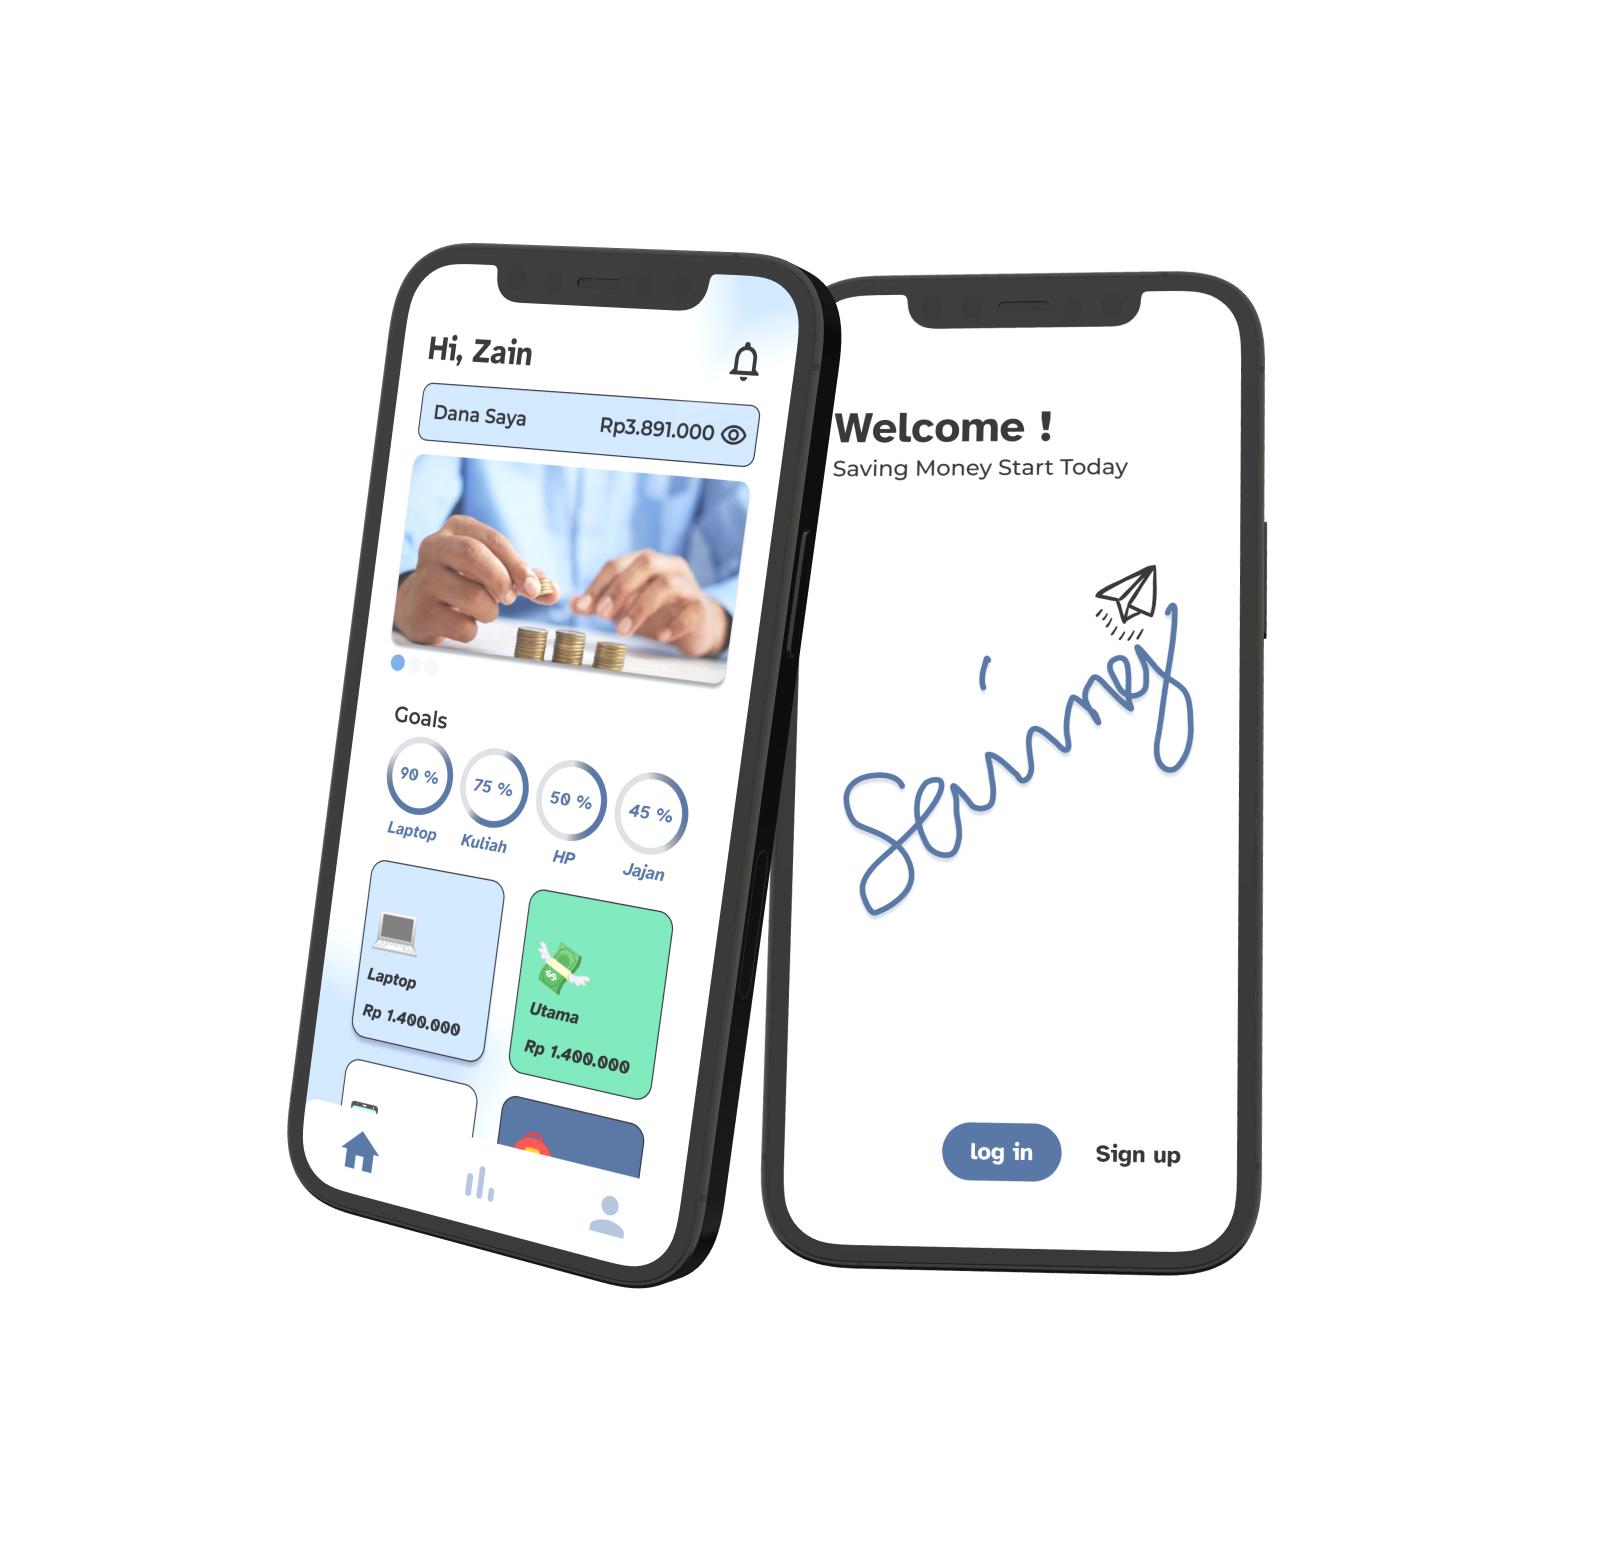 Hi, Zain
Dana Saya Rp3.891.000
Goals
90 % 75 % 50 % 45 %
Laptop Kuliah HP Jajan
Laptop
Rp 1.400.000
Utama
Rp 1.400.000
Welcome !
Saving Money Start Today
log in Sign up